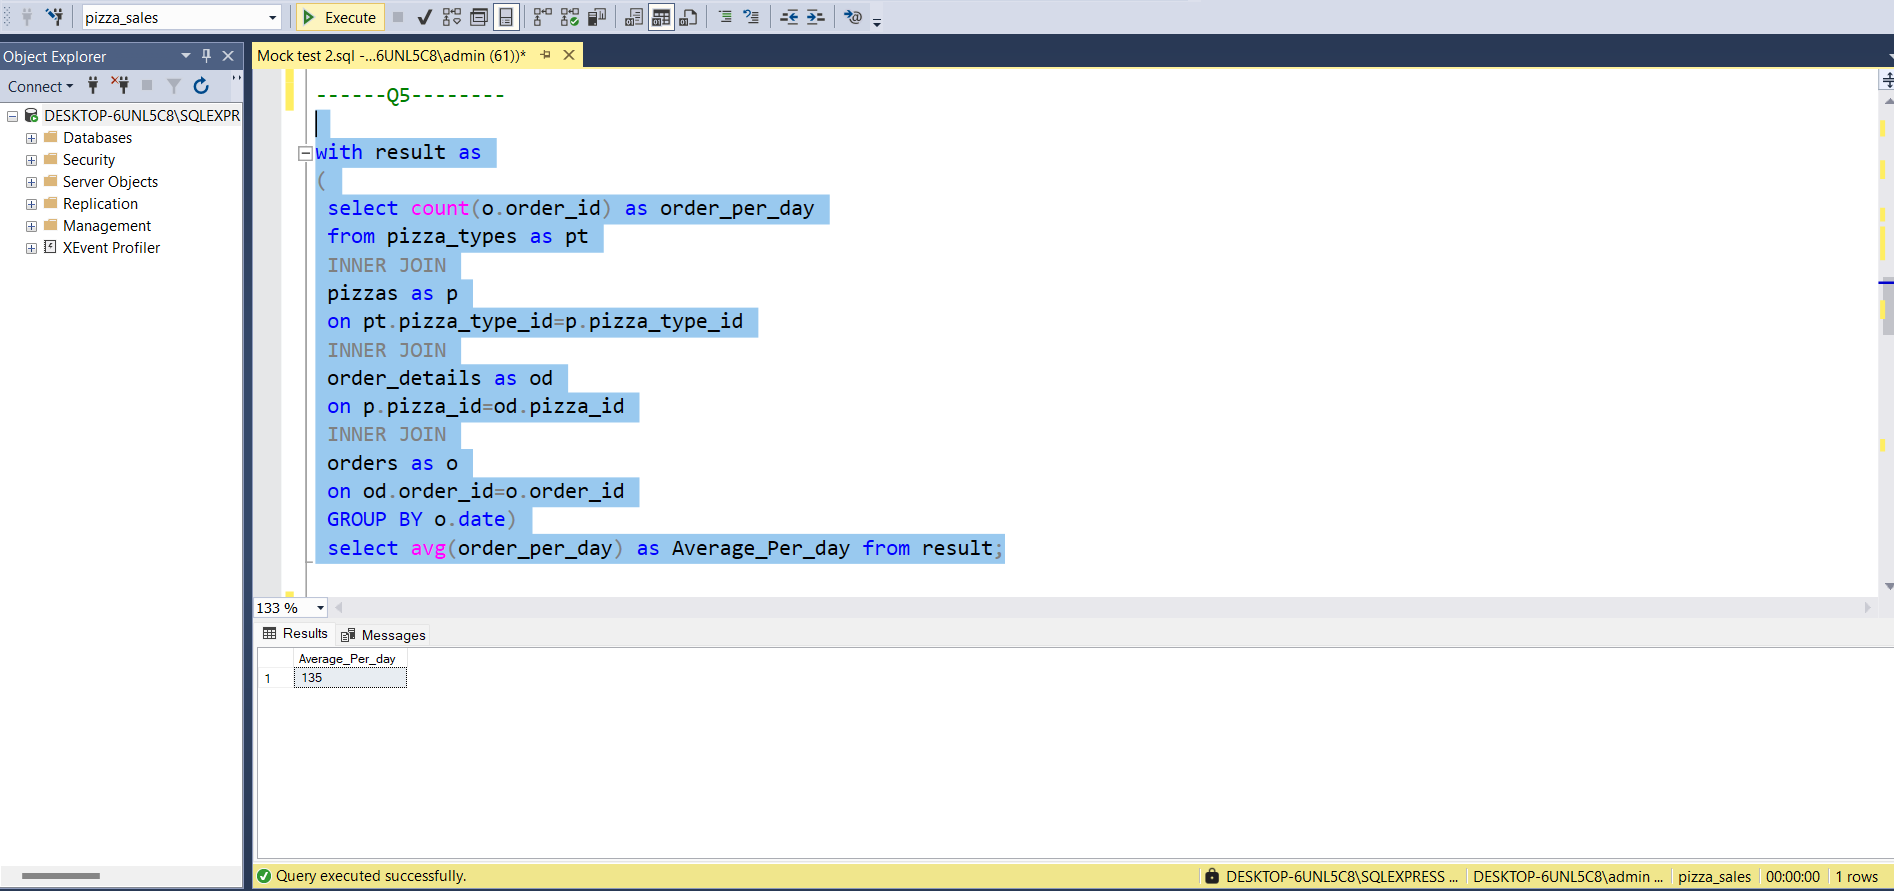 pizza_sales
Execute
Object Explorer
Mock test 2.sql -...6UNL5C8\admin (61))*
Connect
DESKTOP-6UNL5C8\SQLEXPR
Databases
Security
Server Objects
Replication
Management
XEvent Profiler
------Q5--------
with result as
(
select count(o.order_id) as order_per_day
from pizza_types as pt
INNER JOIN
pizzas as p
on pt.pizza_type_id=p.pizza_type_id
INNER JOIN
order_details as od
on p.pizza_id=od.pizza_id
INNER JOIN
orders as o
on od.order_id=o.order_id
GROUP BY o.date)
select avg(order_per_day) as Average_Per_day from result;
133 %
Results Messages
Average_Per_day
1 135
Query executed successfully.
DESKTOP-6UNL5C8\SQLEXPRESS ... DESKTOP-6UNL5C8\admin ... pizza_sales 00:00:00 1 rows